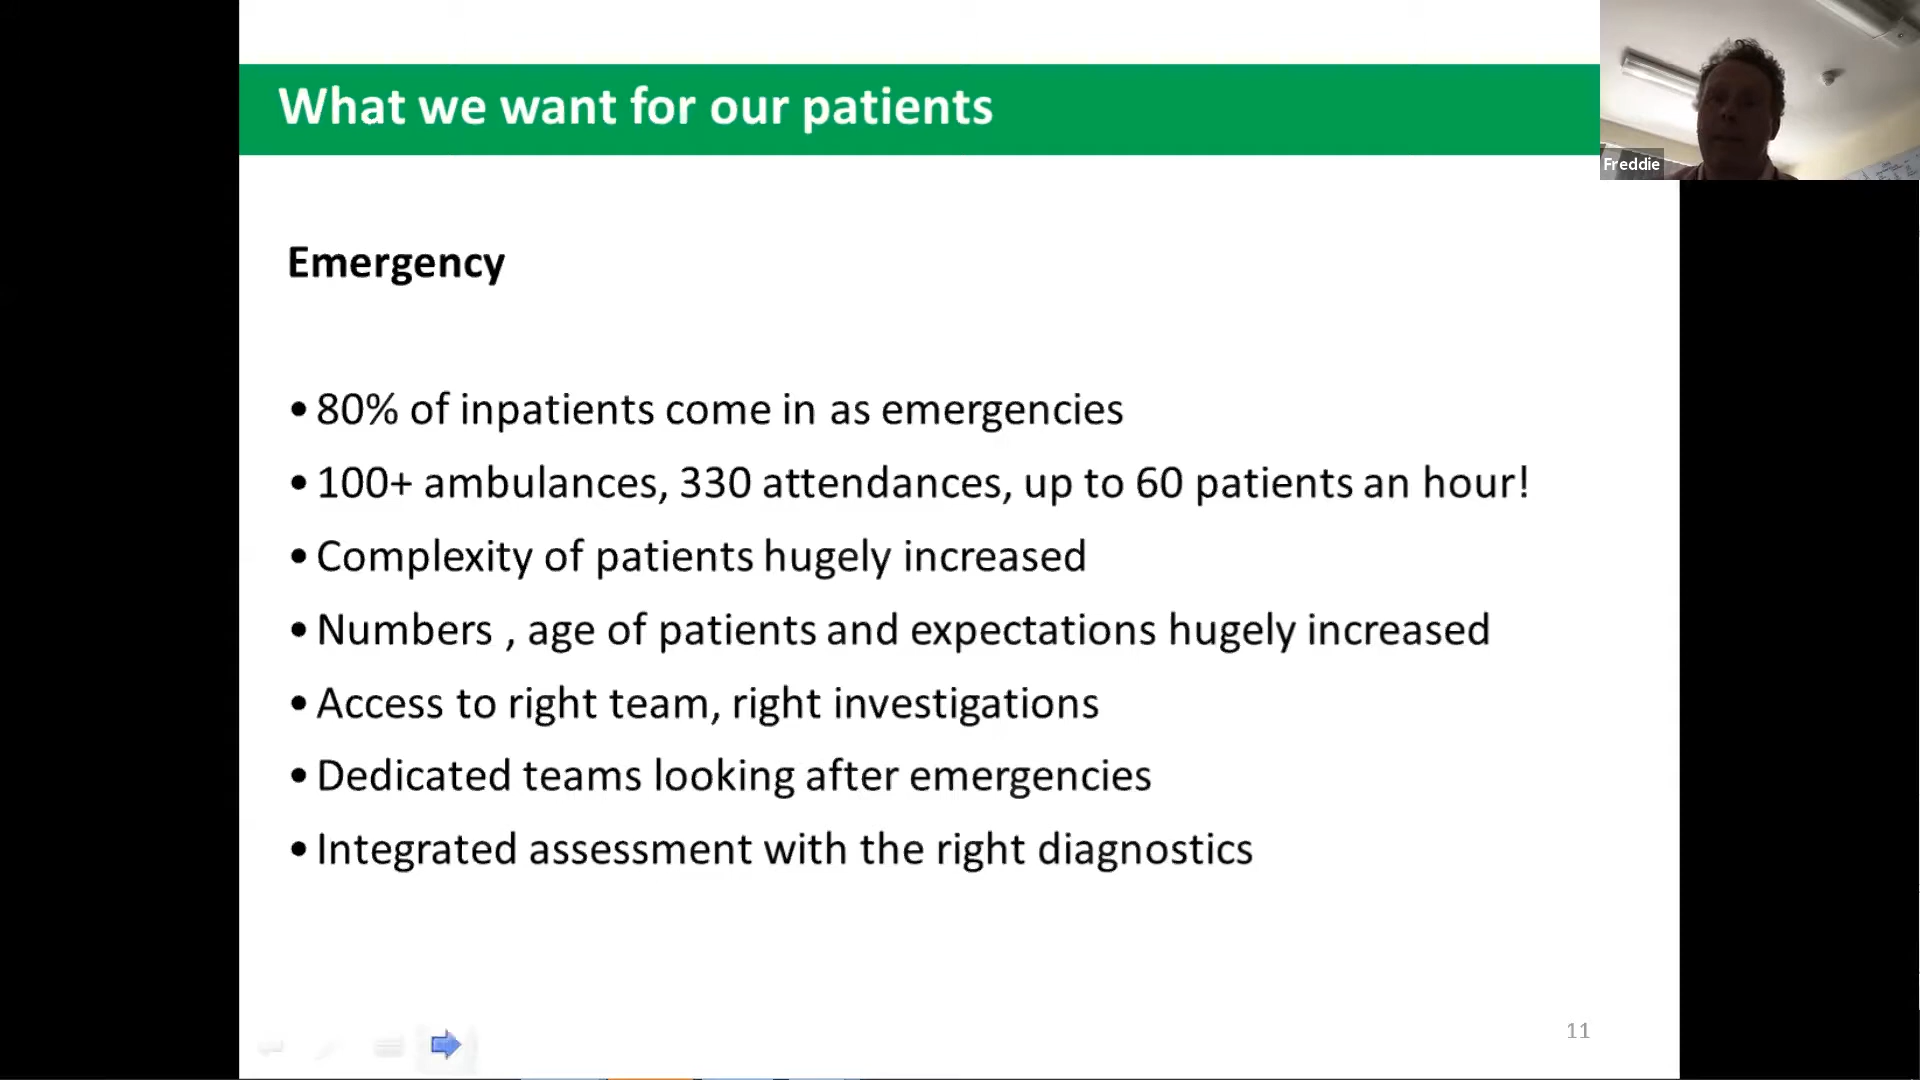 What we want for our patients
Freddie
Emergency
•80% of inpatients come in as emergencies
•100+ ambulances, 330 attendances, up to 60 patients an hour!
•Complexity of patients hugely increased
•Numbers , age of patients and expectations hugely increased
•Access to right team, right investigations
•Dedicated teams looking after emergencies
•Integrated assessment with the right diagnostics
11